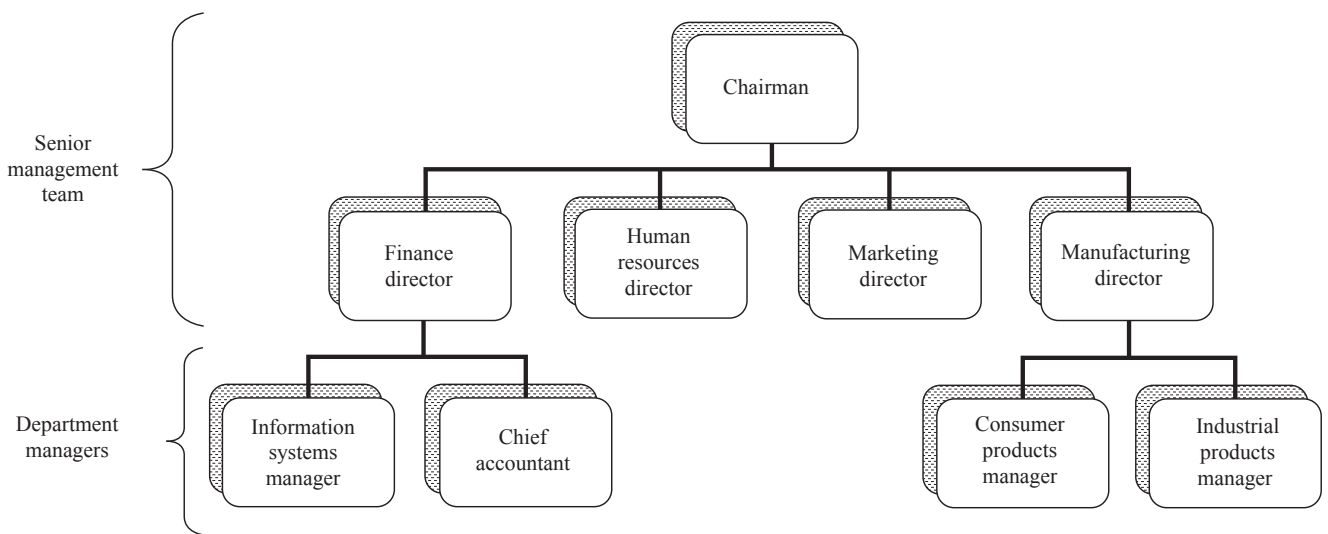 Chairman
Senior
management
team
Finance
director
Human
resources
director
Marketing
director
Manufacturing
director
Department
managers
Information
systems
manager
Chief
accountant
Consumer
products
manager
Industrial
products
manager